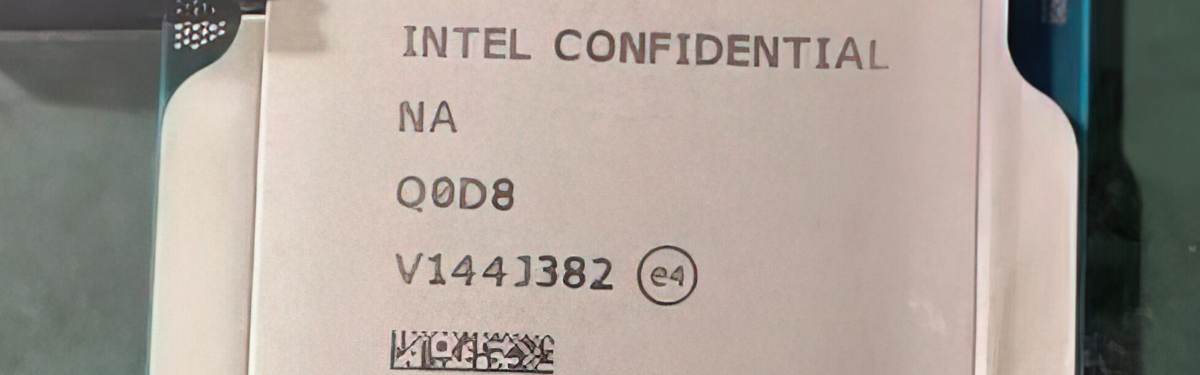 INTEL CONFIDENTIAL
NA
Q0D8
V144J382 e4